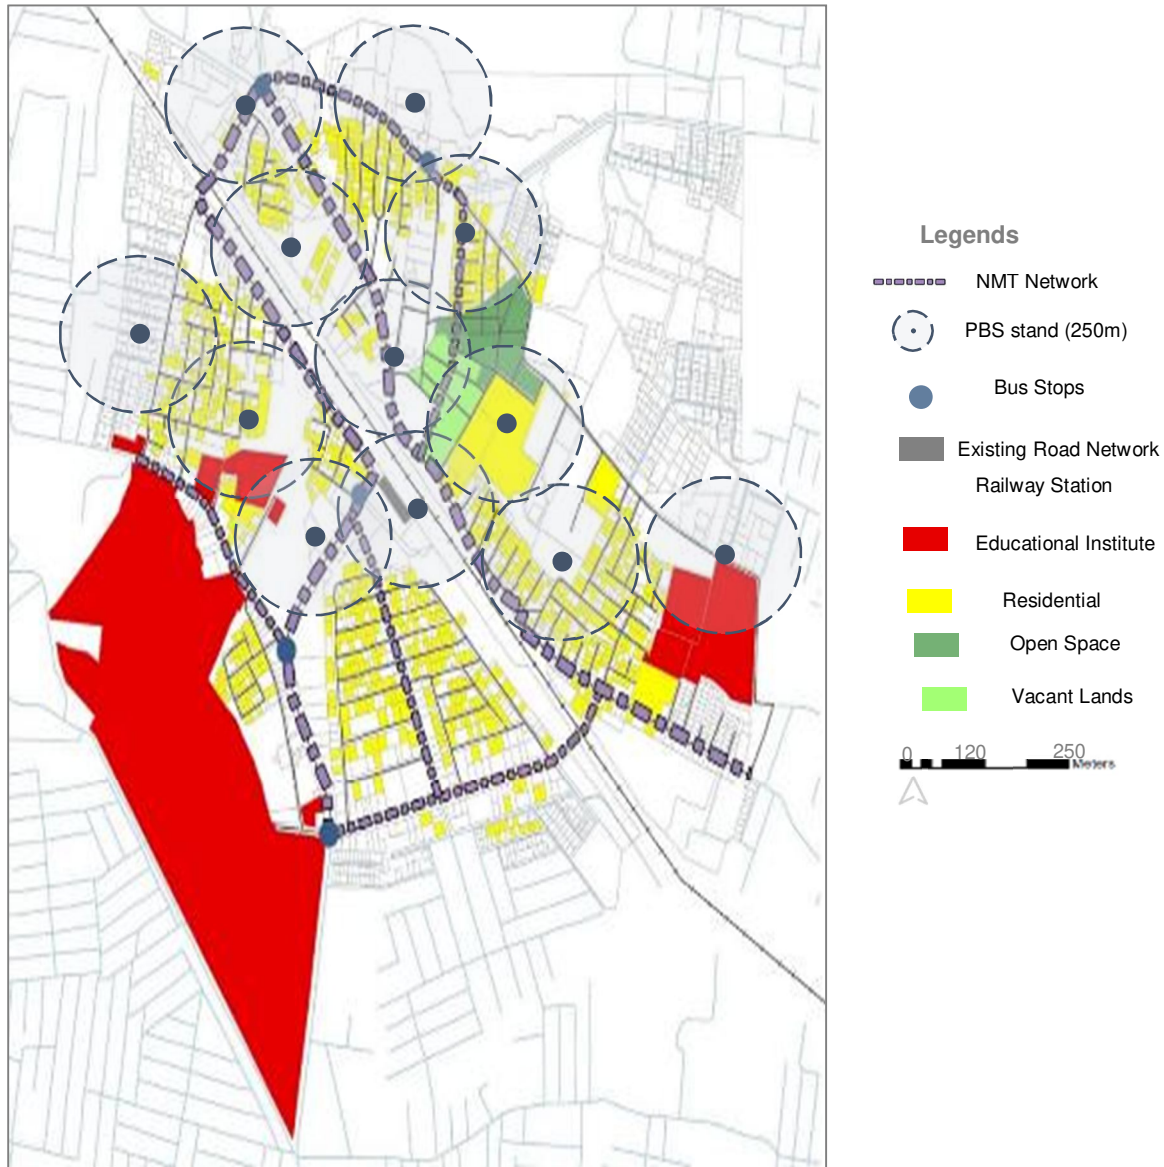 Legends
NMT Network
PBS stand (250m)
Bus Stops
Existing Road Network
Railway Station
Educational Institute
Residential
Open Space
Vacant Lands
0 120 250
Meters